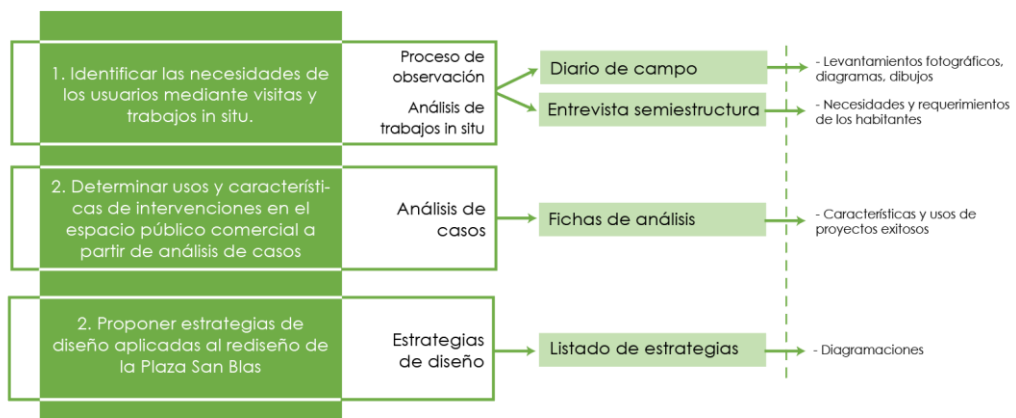 1. Identificar las necesidades de
los usuarios mediante visitas y
trabajos in situ.
Proceso de
observación
Análisis de
trabajos in situ
Diario de campo
- Levantamientos fotográficos,
diagramas, dibujos
Entrevista semiestructura
- Necesidades y requerimientos
de los habitantes
2. Determinar usos y característi-
cas de intervenciones en el
espacio público comercial a
partir de análisis de casos
Análisis de
casos
Fichas de análisis
- Características y usos de
proyectos exitosos
2. Proponer estrategias de
diseño aplicadas al rediseño de
la Plaza San Blas
Estrategias
de diseño
Listado de estrategias
- Diagramaciones